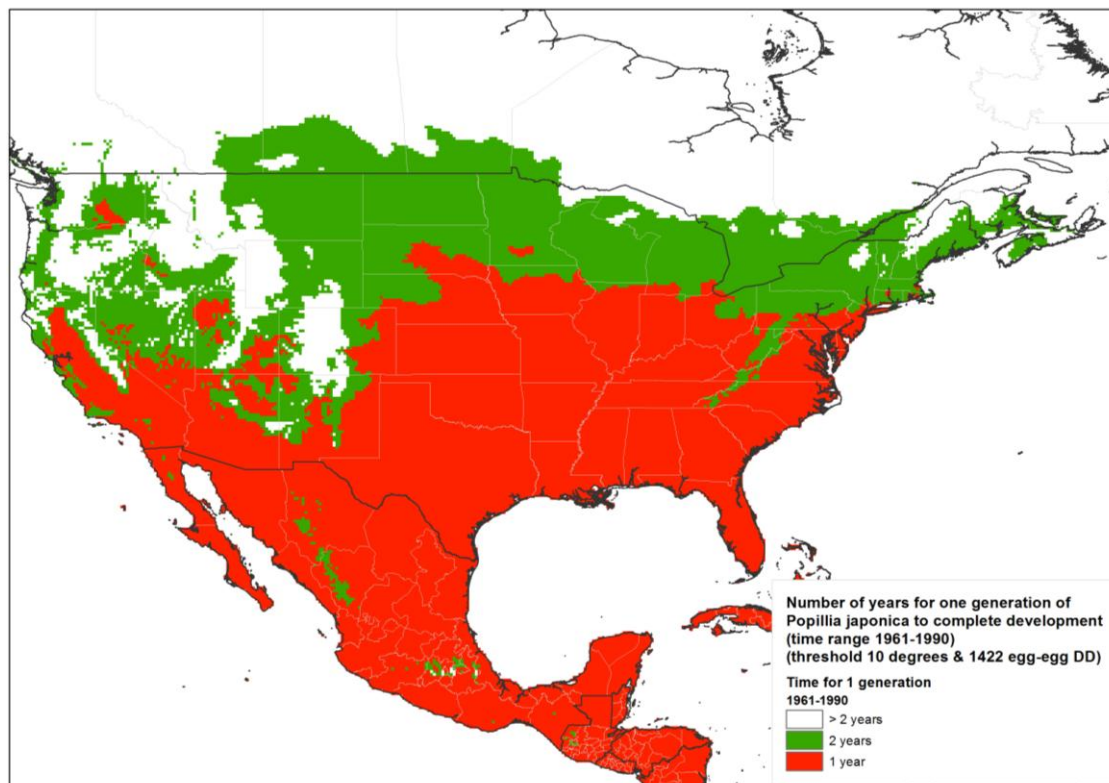 Number of years for one generation of
Popillia japonica to complete development
(time range 1961-1990)
(threshold 10 degrees & 1422 egg-egg DD)
Time for 1 generation
1961-1990
> 2 years
2 years
1 year